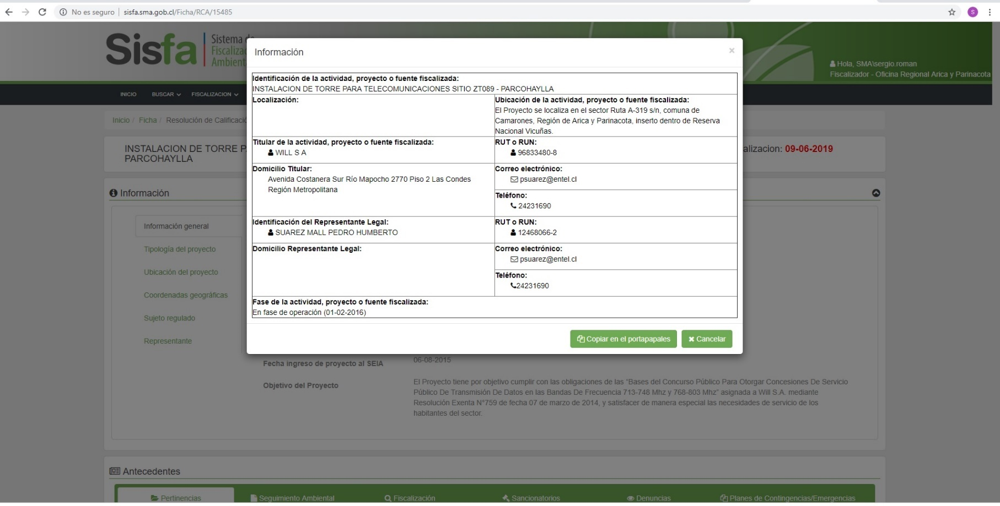 No es seguro | sisfa.sma.gob.cl/Ficha/RCA/15485
S
Sisfa
Sistema de
Hola, SMA\sergio.roman
Fiscalizador - Oficina Regional Arica y Parinacota
INICIO BUSCAR FISCALIZACION
Inicio / Ficha / Resolución de
INSTALACION DE TORRE
PARCOHAYLLA
09-06-2019
Información
Información general
Tipología del proyecto
Ubicación del proyecto
Coordenadas geográficas
Sujeto regulado
Representante
Información
×
Identificación de la actividad, proyecto o fuente fiscalizada:
INSTALACION DE TORRE PARA TELECOMUNICACIONES SITIO ZT089 - PARCOHAYLLA
Localización:
Ubicación de la actividad, proyecto o fuente fiscalizada:
El Proyecto se localiza en el sector Ruta A-319 s/n, comuna de
Camarones, Región de Arica y Parinacota, inserto dentro de Reserva
Nacional Vicuñas.
Titular de la actividad, proyecto o fuente fiscalizada:
WILL S A
RUT o RUN:
96833480-8
Domicilio Titular:
Avenida Costanera Sur Río Mapocho 2770 Piso 2 Las Condes
Región Metropolitana
Correo electrónico:
psuarez@entel.cl
Teléfono:
24231690
Identificación del Representante Legal:
SUAREZ MALL PEDRO HUMBERTO
RUT o RUN:
12468066-2
Domicilio Representante Legal:
Correo electrónico:
psuarez@entel.cl
Teléfono:
24231690
Fase de la actividad, proyecto o fuente fiscalizada:
En fase de operación (01-02-2016)
Copiar en el portapapales
Cancelar
Fecha ingreso de proyecto al SEIA
06-08-2015
Objetivo del Proyecto
El Proyecto tiene por objetivo cumplir con las obligaciones de las "Bases del Concurso Público Para Otorgar Concesiones De Servicio
Público De Transmisión De Datos en las Bandas De Frecuencia 713-748 Mhz y 768-803 Mhz" asignada a Will S.A. mediante
Resolución Exenta N°759 de fecha 07 de marzo de 2014, y satisfacer de manera especial las necesidades de servicio de los
habitantes del sector.
Antecedentes
Pertinencias
Seguimiento Ambiental
Fiscalización
Sancionatorios
Denuncias
Planes de Contingencias/Emergencias